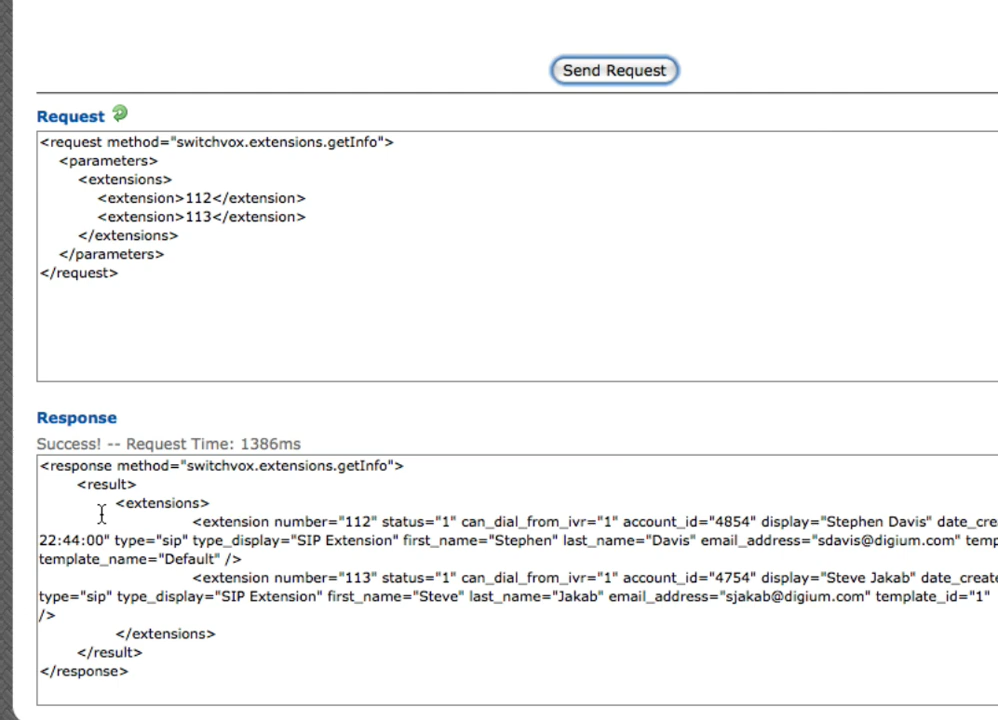 Send Request
Request
<request method="switchvox.extensions.getInfo">
<parameters>
<extensions>
<extension>112</extension>
<extension>113</extension>
</extensions>
</parameters>
</request>
Response
Success! -- Request Time: 1386ms
<response method="switchvox.extensions.getInfo">
<result>
<extensions>
<extension number="112" status="1" can_dial_from_ivr="1" account_id="4854" display="Stephen Davis" date_cre
22:44:00" type="sip" type_display="SIP Extension" first_name="Stephen" last_name="Davis" email_address="sdavis@digium.com" temp
template_name="Default" />
<extension number="113" status="1" can_dial_from_ivr="1" account_id="4754" display="Steve Jakab" date_create
type="sip" type_display="SIP Extension" first_name="Steve" last_name="Jakab" email_address="sjakab@digium.com" template_id="1"
/>
</extensions>
</result>
</response>